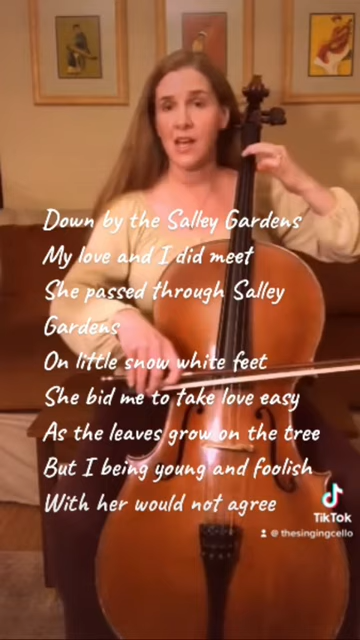 Down by the Salley Gardens
My love and I did meet
She passed through Salley
Gardens
On little snow white feet
She bid me to take love easy
As the leaves grow on the tree
But I being young and foolish
With her would not agree
TikTok
@ thesingingcello